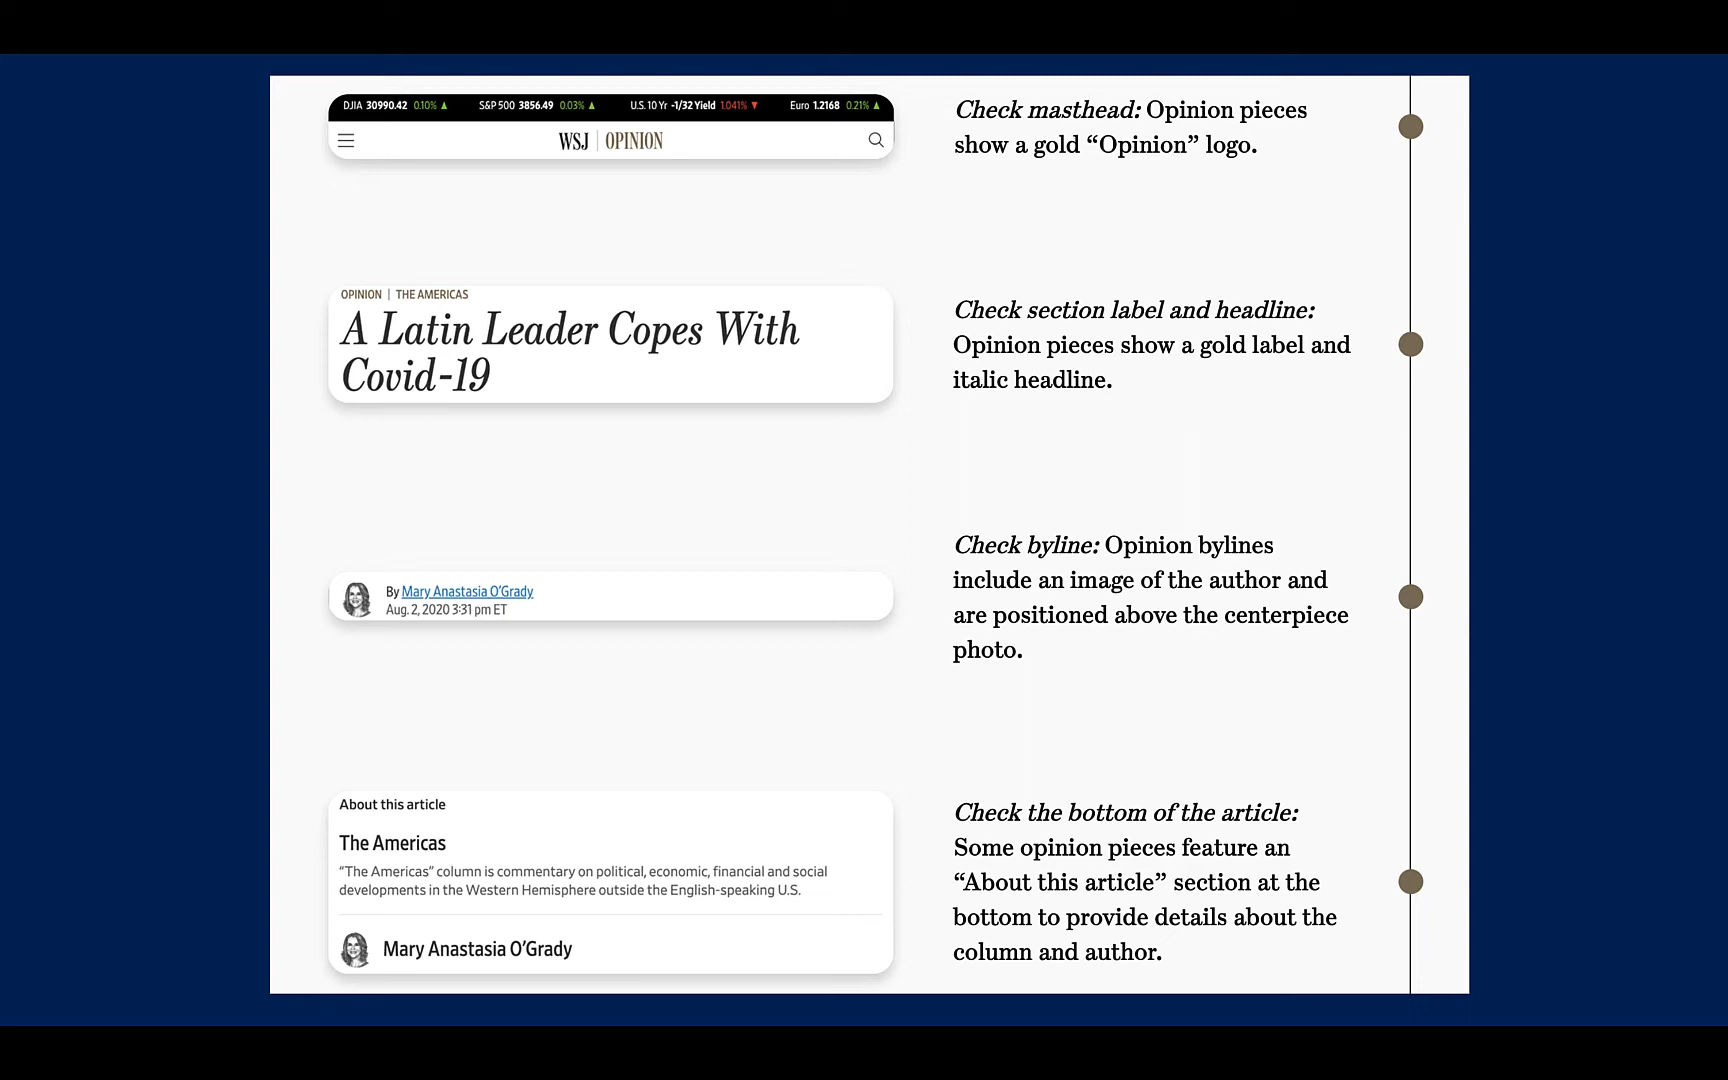 DJIA 30990.42 0.10% ▲ S&P 500 3856.49 0.03% ▲ U.S. 10 Yr -1/32 Yield 1.041% ▼ Euro 1.2168 0.21% ▲
WSJ | OPINION
Check masthead: Opinion pieces
show a gold “Opinion” logo.
OPINION | THE AMERICAS
A Latin Leader Copes With
Covid-19
Check section label and headline:
Opinion pieces show a gold label and
italic headline.
By Mary Anastasia O’Grady
Aug. 2, 2020 3:31 pm ET
Check byline: Opinion bylines
include an image of the author and
are positioned above the centerpiece
photo.
About this article
The Americas
“The Americas” column is commentary on political, economic, financial and social
developments in the Western Hemisphere outside the English-speaking U.S.
Mary Anastasia O’Grady
Check the bottom of the article:
Some opinion pieces feature an
“About this article” section at the
bottom to provide details about the
column and author.